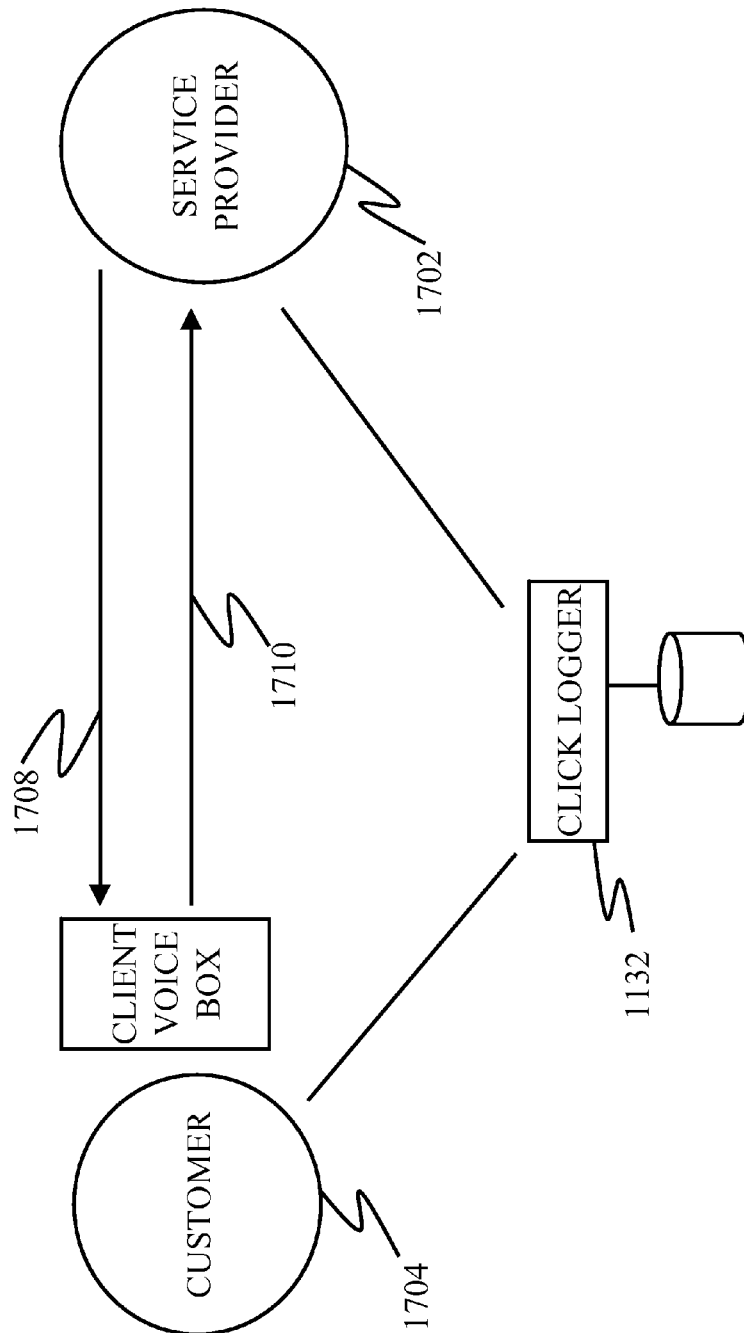 1708
1710
CUSTOMER
CLIENT
VOICE
BOX
SERVICE
PROVIDER
1704
1702
CLICK LOGGER
1132